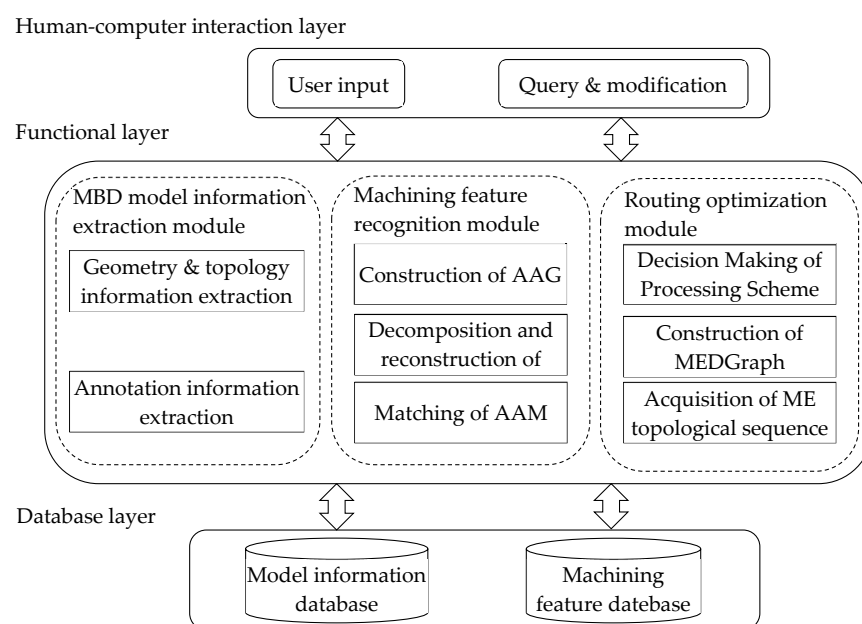 Human-computer interaction layer
User input
Query & modification
Functional layer
MBD model information
extraction module
Geometry & topology
information extraction
Annotation information
extraction
Machining feature
recognition module
Construction of AAG
Decomposition and
reconstruction of
Matching of AAM
Routing optimization
module
Decision Making of
Processing Scheme
Construction of
MEDGraph
Acquisition of ME
topological sequence
Database layer
Model information
database
Machining
feature datebase